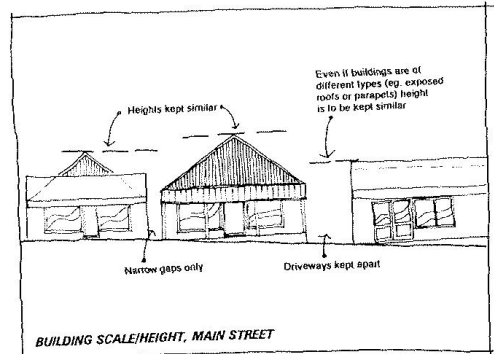 Even if buildings are of
different types (eg. exposed
roofs or parapets) height
is to be kept similar
Heights kept similar
Narrow gaps only
Driveways kept apart
BUILDING SCALE/HEIGHT, MAIN STREET